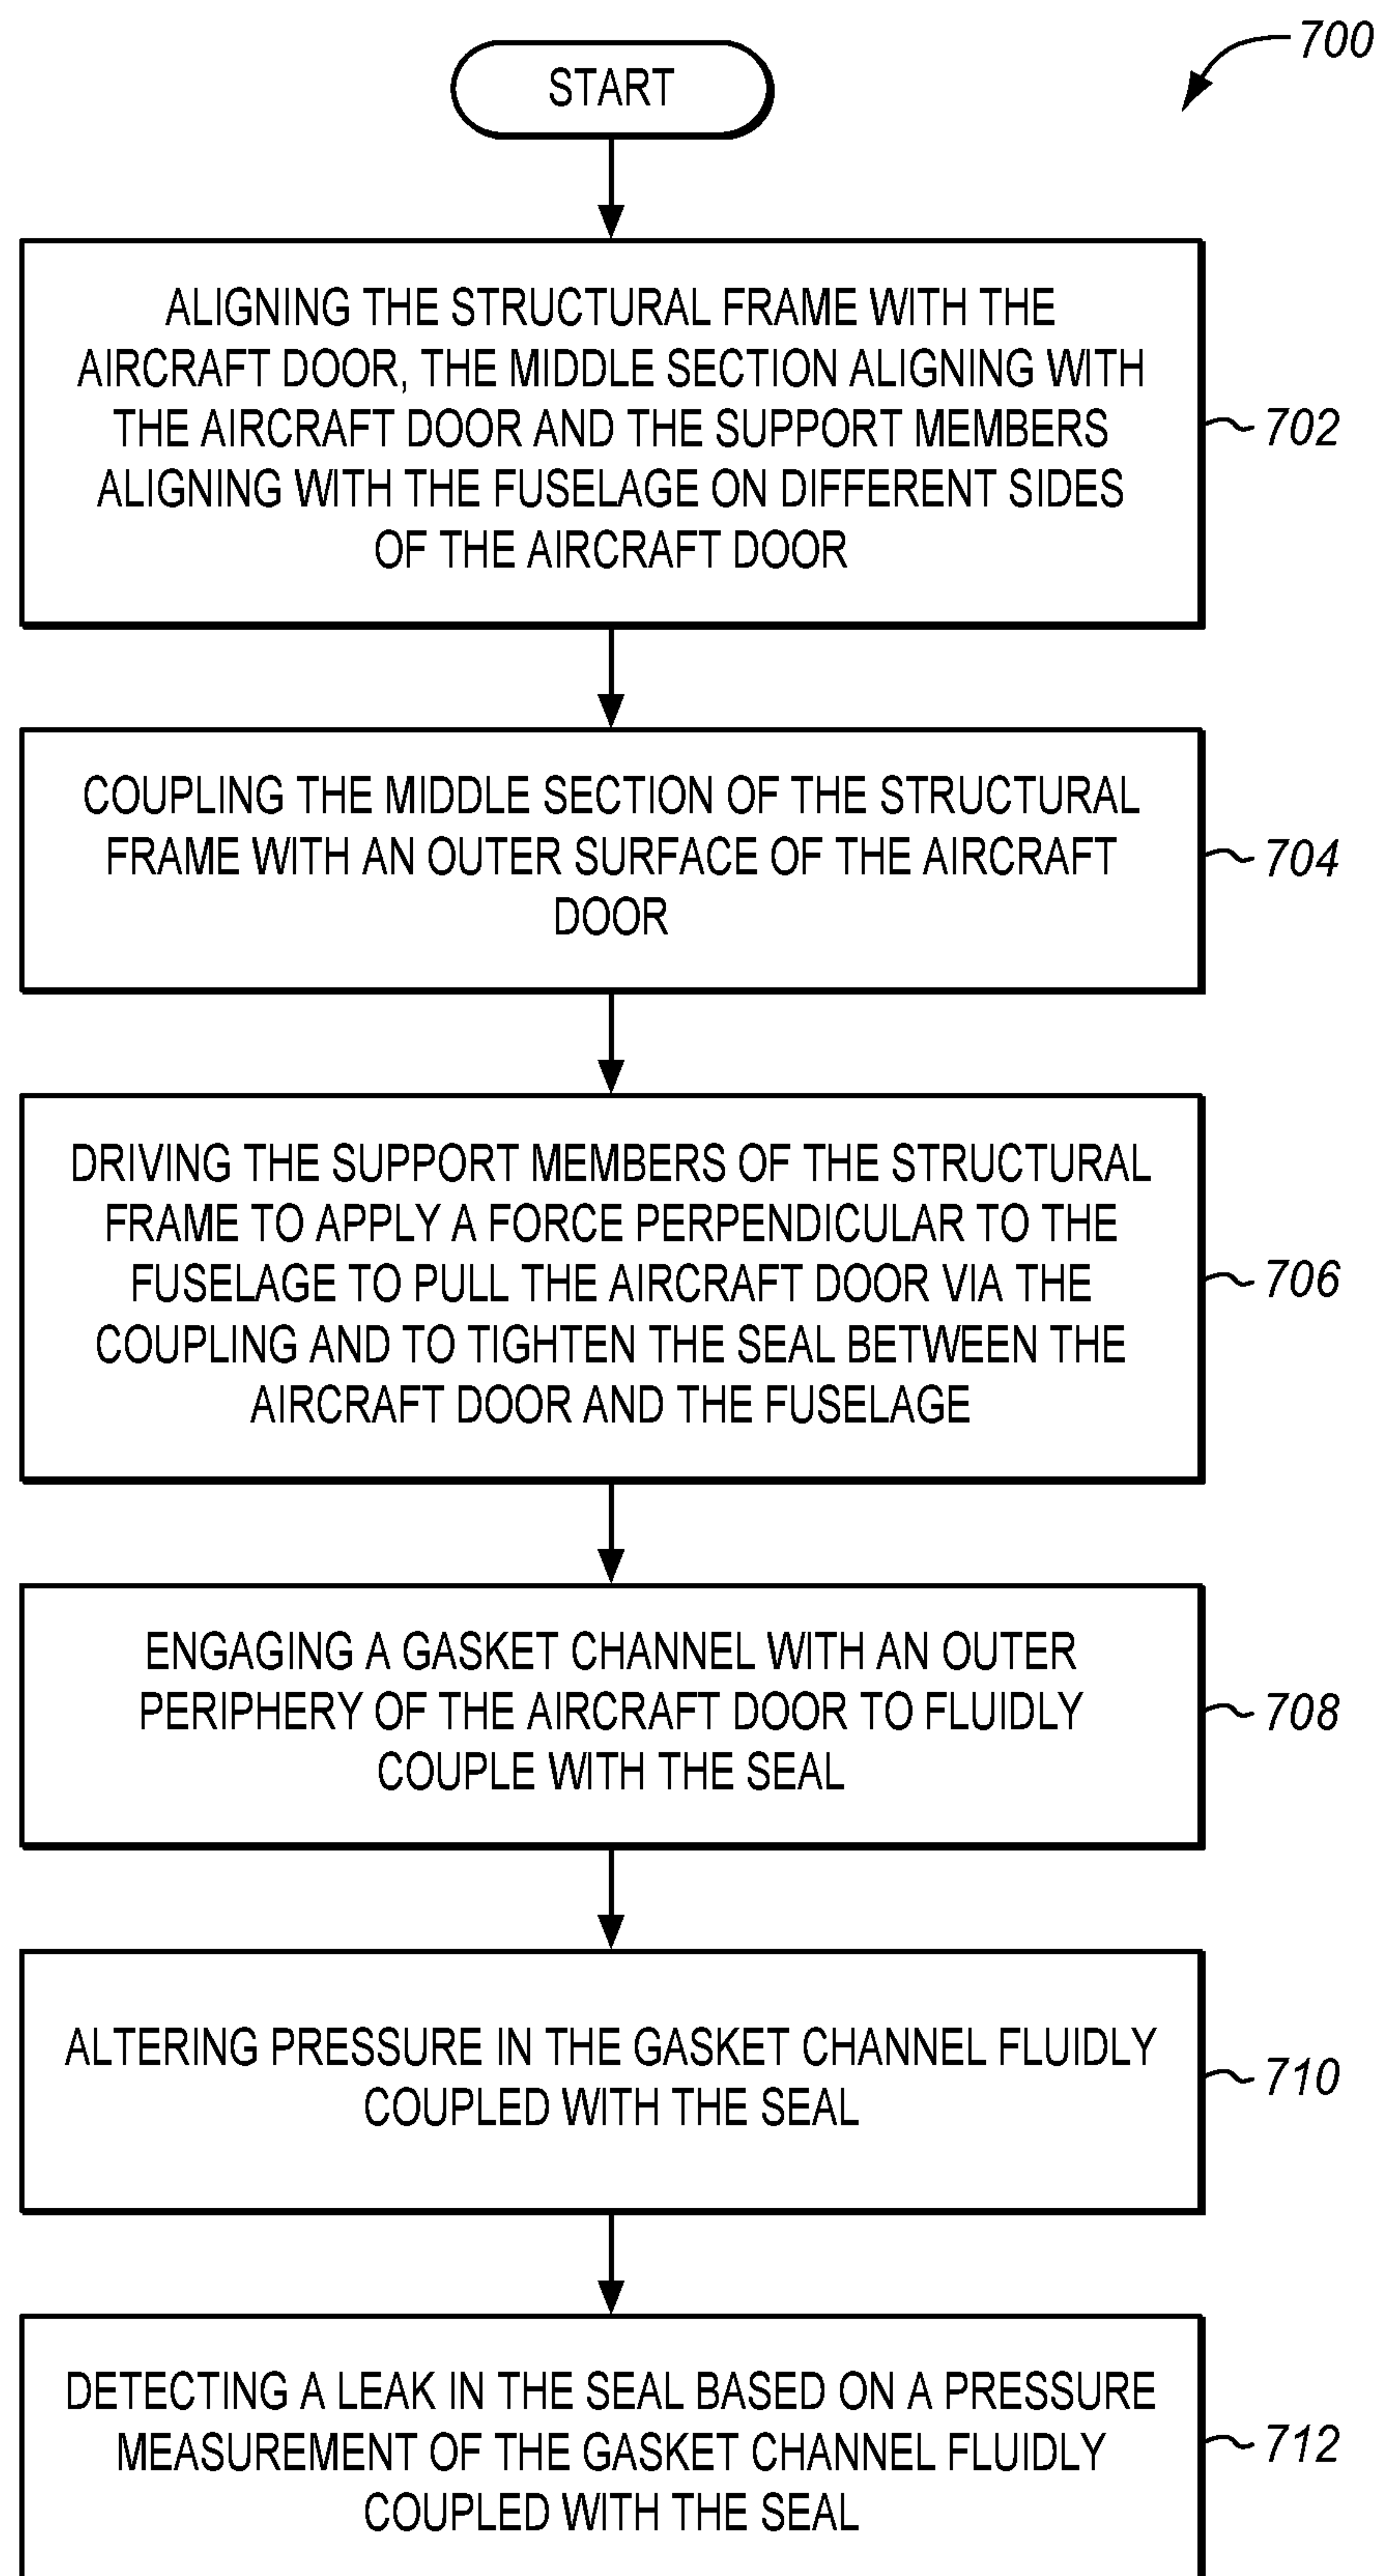 700
START
ALIGNING THE STRUCTURAL FRAME WITH THE
AIRCRAFT DOOR, THE MIDDLE SECTION ALIGNING WITH
THE AIRCRAFT DOOR AND THE SUPPORT MEMBERS
ALIGNING WITH THE FUSELAGE ON DIFFERENT SIDES
OF THE AIRCRAFT DOOR
702
COUPLING THE MIDDLE SECTION OF THE STRUCTURAL
FRAME WITH AN OUTER SURFACE OF THE AIRCRAFT
DOOR
704
DRIVING THE SUPPORT MEMBERS OF THE STRUCTURAL
FRAME TO APPLY A FORCE PERPENDICULAR TO THE
FUSELAGE TO PULL THE AIRCRAFT DOOR VIA THE
COUPLING AND TO TIGHTEN THE SEAL BETWEEN THE
AIRCRAFT DOOR AND THE FUSELAGE
706
ENGAGING A GASKET CHANNEL WITH AN OUTER
PERIPHERY OF THE AIRCRAFT DOOR TO FLUIDLY
COUPLE WITH THE SEAL
708
ALTERING PRESSURE IN THE GASKET CHANNEL FLUIDLY
COUPLED WITH THE SEAL
710
DETECTING A LEAK IN THE SEAL BASED ON A PRESSURE
MEASUREMENT OF THE GASKET CHANNEL FLUIDLY
COUPLED WITH THE SEAL
712